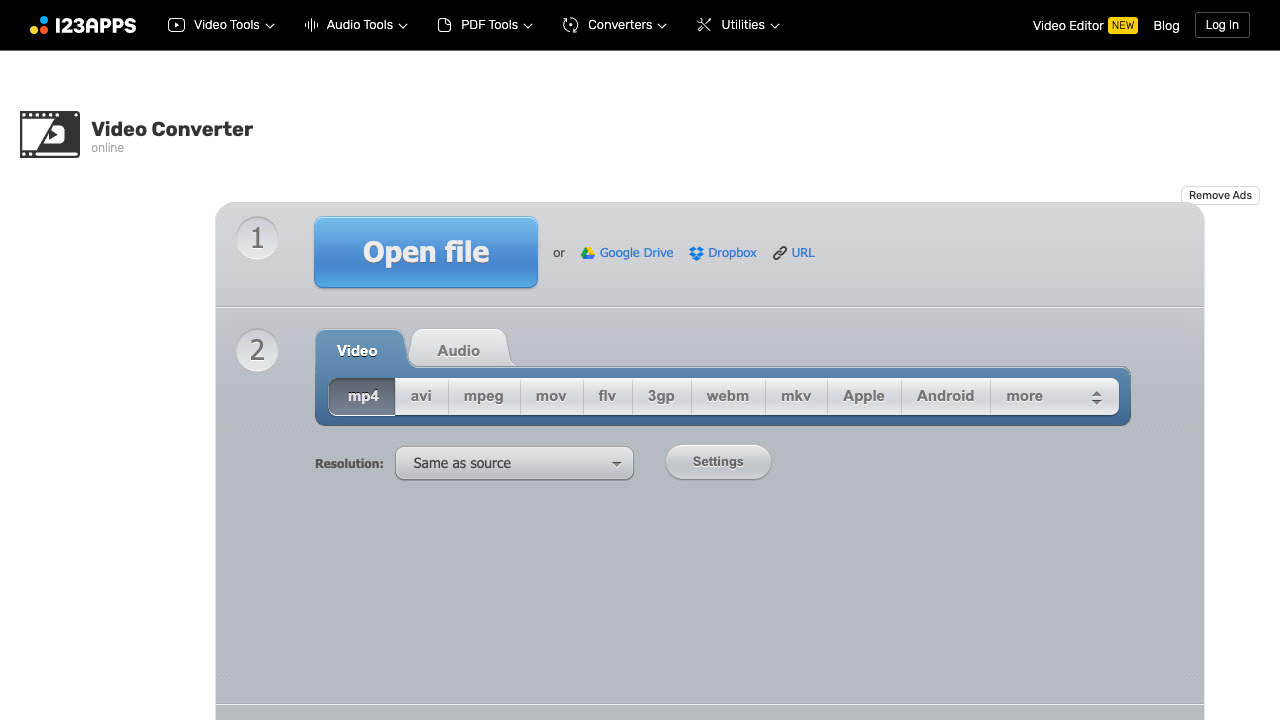 123APPS Video Tools Audio Tools PDF Tools Converters Utilities Video Editor NEW Blog Log In
Video Converter
online
Remove Ads
1 Open file or Google Drive Dropbox URL
2 Video Audio
mp4 avi mpeg mov flv 3gp webm mkv Apple Android more
Resolution: Same as source Settings